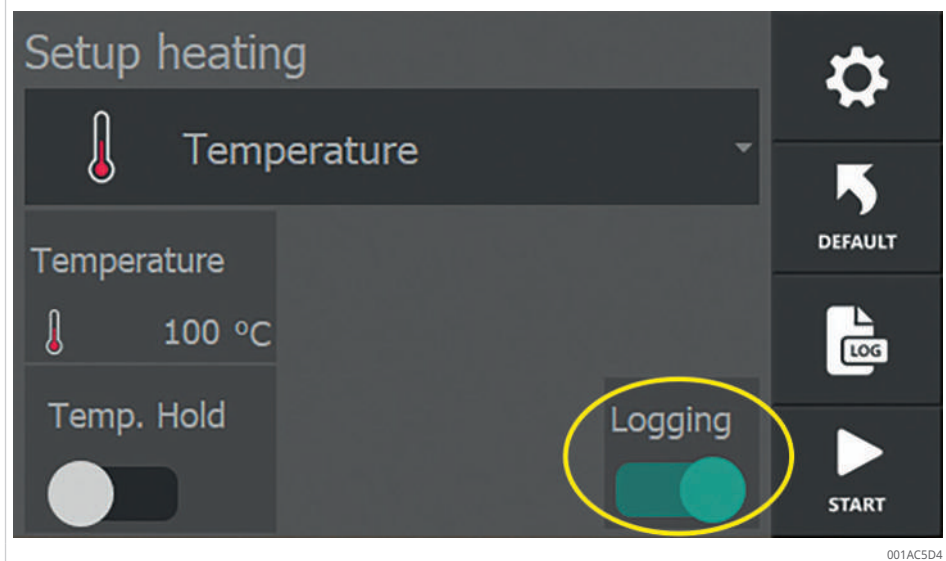 Setup heating
Temperature
DEFAULT
Temperature
100 °C
LOG
Temp. Hold
Logging
START
001AC5D4